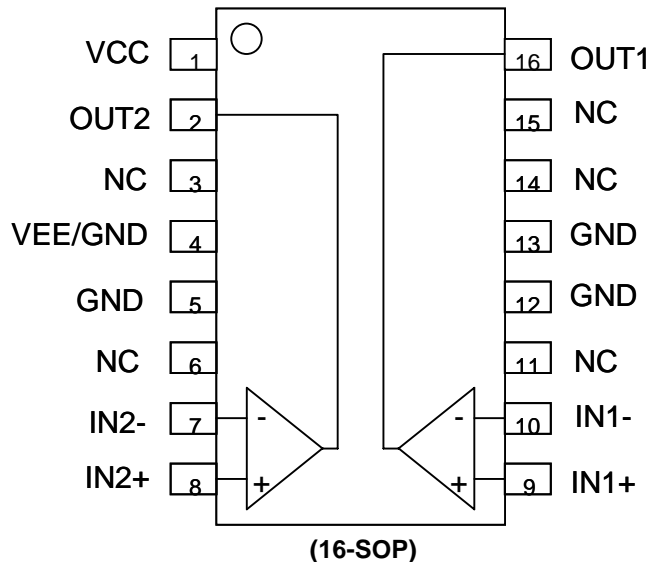 VCC 1 16 OUT1
OUT2 2 15 NC
NC 3 14 NC
VEE/GND 4 13 GND
GND 5 12 GND
NC 6 11 NC
IN2- 7 - - 10 IN1-
IN2+ 8 + + 9 IN1+
(16-SOP)